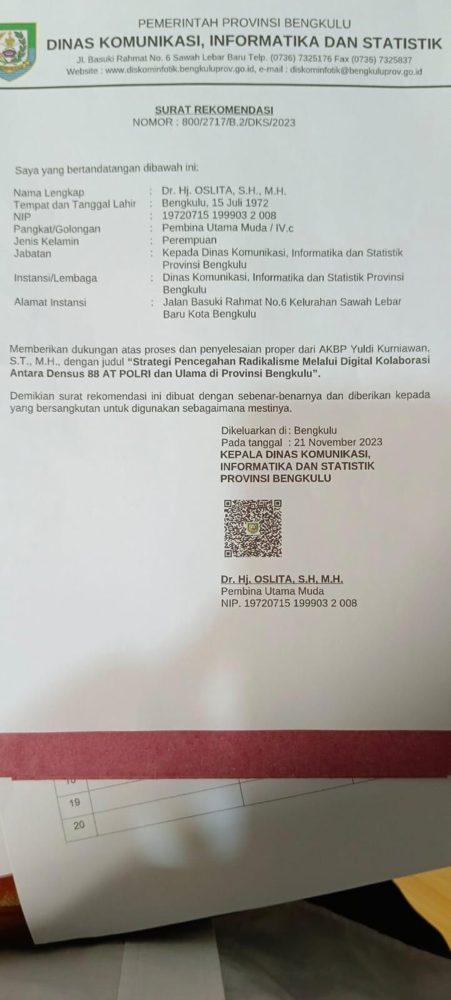 PEMERINTAH PROVINSI BENGKULU
DINAS KOMUNIKASI, INFORMATIKA DAN STATISTIK
Jl. Basuki Rahmat No. 6 Sawah Lebar Baru Telp. (0736) 7325176 Fax (0736) 7325837
Website : www.diskominfotik.bengkuluprov.go.id, e-mail : diskominfotik@bengkuluprov.go.id
SURAT REKOMENDASI
NOMOR : 800/2717/B.2/DKS/2023
Saya yang bertandatangan dibawah ini:
Nama Lengkap : Dr. Hj. OSLITA, S.H., M.H.
Tempat dan Tanggal Lahir : Bengkulu, 15 Juli 1972
NIP : 19720715 199903 2 008
Pangkat/Golongan : Pembina Utama Muda / IV.c
Jenis Kelamin : Perempuan
Jabatan : Kepada Dinas Komunikasi, Informatika dan Statistik
Provinsi Bengkulu
Instansi/Lembaga : Dinas Komunikasi, Informatika dan Statistik Provinsi
Bengkulu
Alamat Instansi : Jalan Basuki Rahmat No.6 Kelurahan Sawah Lebar
Baru Kota Bengkulu
Memberikan dukungan atas proses dan penyelesaian proper dari AKBP Yuldi Kurniawan,
S.T., M.H., dengan judul “Strategi Pencegahan Radikalisme Melalui Digital Kolaborasi
Antara Densus 88 AT POLRI dan Ulama di Provinsi Bengkulu”.
Demikian surat rekomendasi ini dibuat dengan sebenar-benarnya dan diberikan kepada
yang bersangkutan untuk digunakan sebagaimana mestinya.
Dikeluarkan di : Bengkulu
Pada tanggal : 21 November 2023
KEPALA DINAS KOMUNIKASI,
INFORMATIKA DAN STATISTIK
PROVINSI BENGKULU
Dr. Hj. OSLITA, S.H, M.H.
Pembina Utama Muda
NIP. 19720715 199903 2 008
19
20